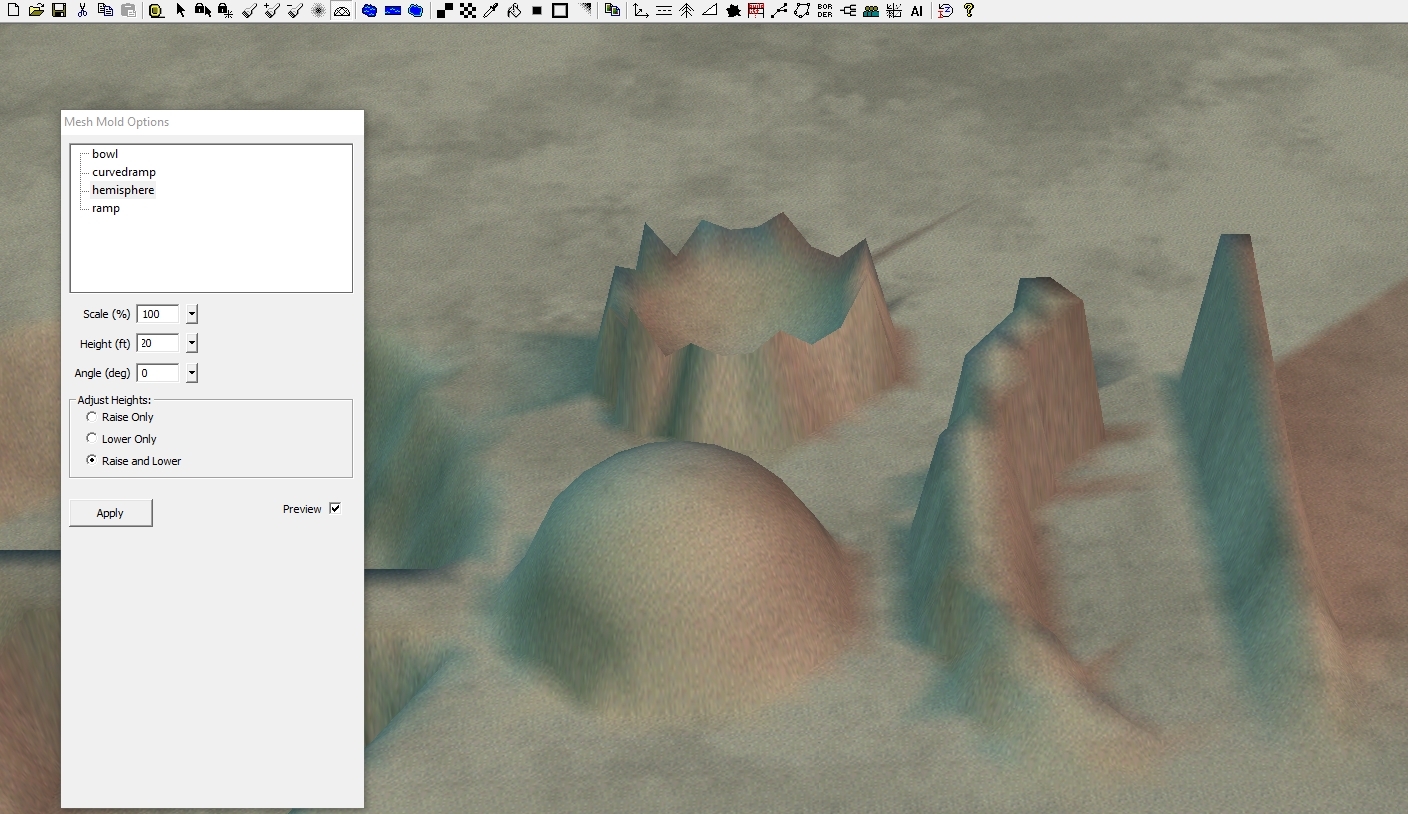 BOR
DER
AI
Mesh Mold Options
bowl
curvedramp
hemisphere
ramp
Scale (%) 100
Height (ft) 20
Angle (deg) 0
Adjust Heights:
Raise Only
Lower Only
Raise and Lower
Apply
Preview